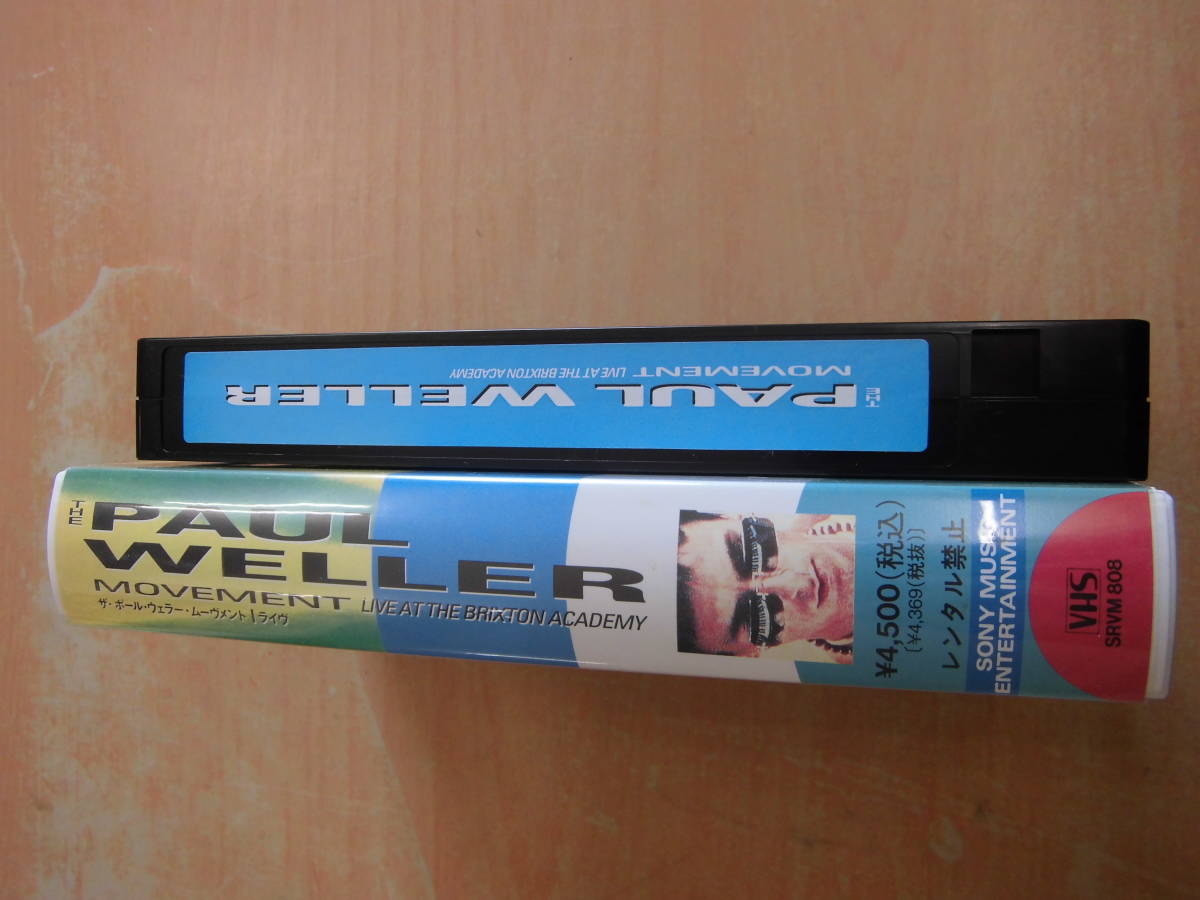 THE
PAUL WELLER
MOVEMENT LIVE AT THE BRIXTON ACADEMY
THE
PAUL
WELLER
MOVEMENT LIVE AT THE BRIXTON ACADEMY
ザ・ポール・ウェラー・ムーヴメント/ライヴ
¥4,500(税込)
(¥4,369(税抜))
レンタル禁止
SONY MUSIC
ENTERTAINMENT
VHS
SRVM 808